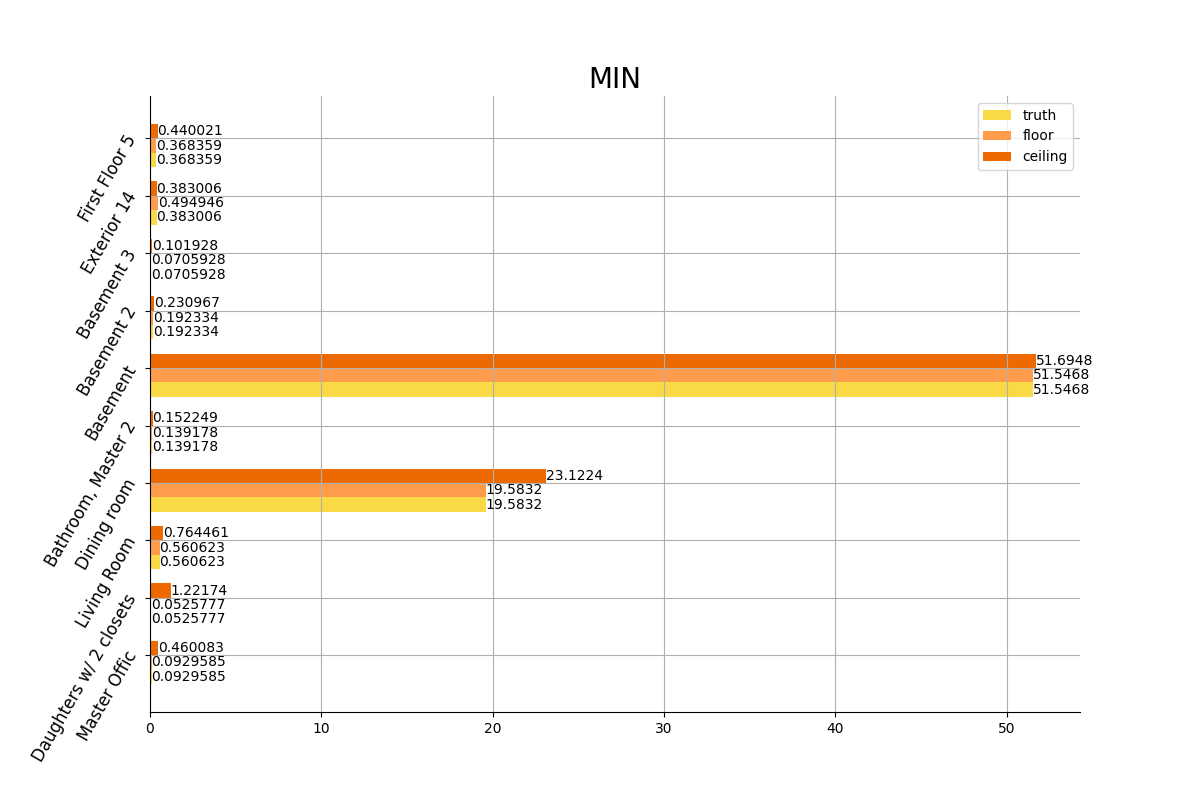 MIN
truth
floor
ceiling
First Floor 5
0.440021
0.368359
0.368359
Exterior 14
0.383006
0.494946
0.383006
Basement 3
0.101928
0.0705928
0.0705928
Basement 2
0.230967
0.192334
0.192334
Basement
51.6948
51.5468
51.5468
Bathroom, Master 2
0.152249
0.139178
0.139178
Dining room
23.1224
19.5832
19.5832
Living Room
0.764461
0.560623
0.560623
Daughters w/ 2 closets
1.22174
0.0525777
0.0525777
Master Offic
0.460083
0.0929585
0.0929585
0 10 20 30 40 50